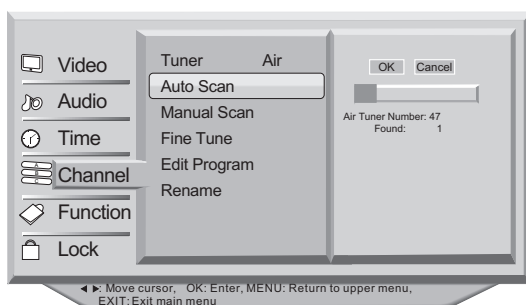 Video
Audio
Time
Channel
Function
Lock
Tuner Air
Auto Scan
Manual Scan
Fine Tune
Edit Program
Rename
OK Cancel
Air Tuner Number: 47
Found: 1
◄ ►: Move cursor, OK: Enter, MENU: Return to upper menu,
EXIT: Exit main menu